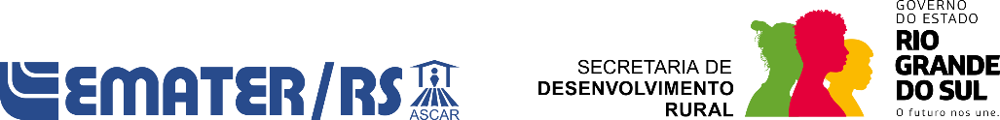 EMATER/RS
ASCAR
SECRETARIA DE
DESENVOLVIMENTO
RURAL
GOVERNO
DO ESTADO
RIO
GRANDE
DO SUL
O futuro nos une.